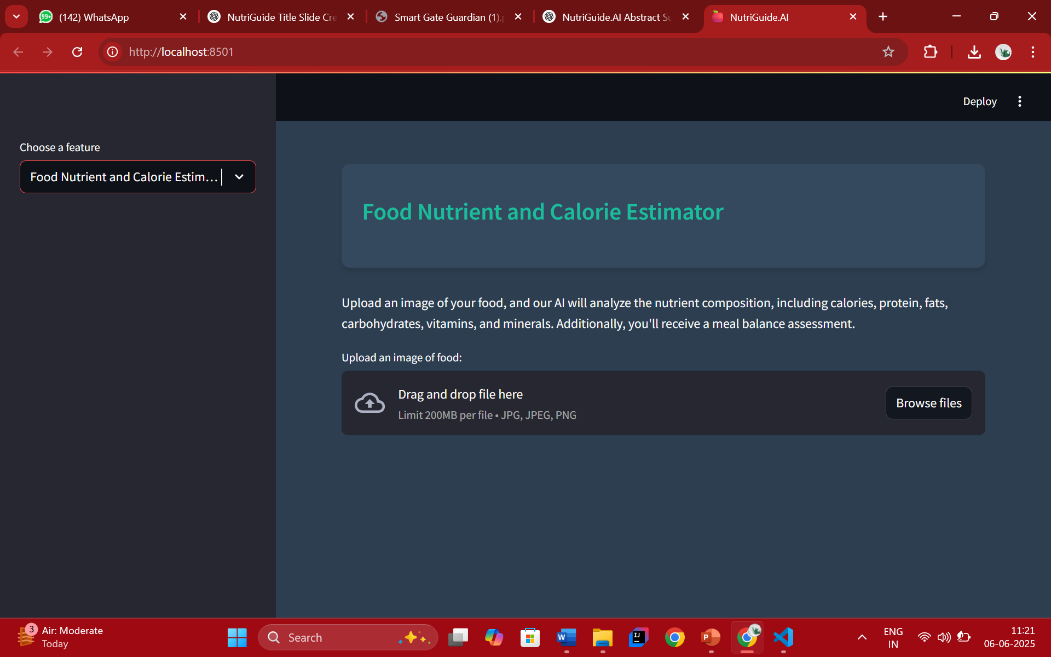 (142) WhatsApp
NutriGuide Title Slide Cre
Smart Gate Guardian (1).p
NutriGuide.AI Abstract Su
NutriGuide.AI
http://localhost:8501
Deploy
Choose a feature
Food Nutrient and Calorie Estim...
Food Nutrient and Calorie Estimator
Upload an image of your food, and our AI will analyze the nutrient composition, including calories, protein, fats,
carbohydrates, vitamins, and minerals. Additionally, you'll receive a meal balance assessment.
Upload an image of food:
Drag and drop file here
Limit 200MB per file • JPG, JPEG, PNG
Browse files
3
Air: Moderate
Today
Search
ENG
IN
11:21
06-06-2025